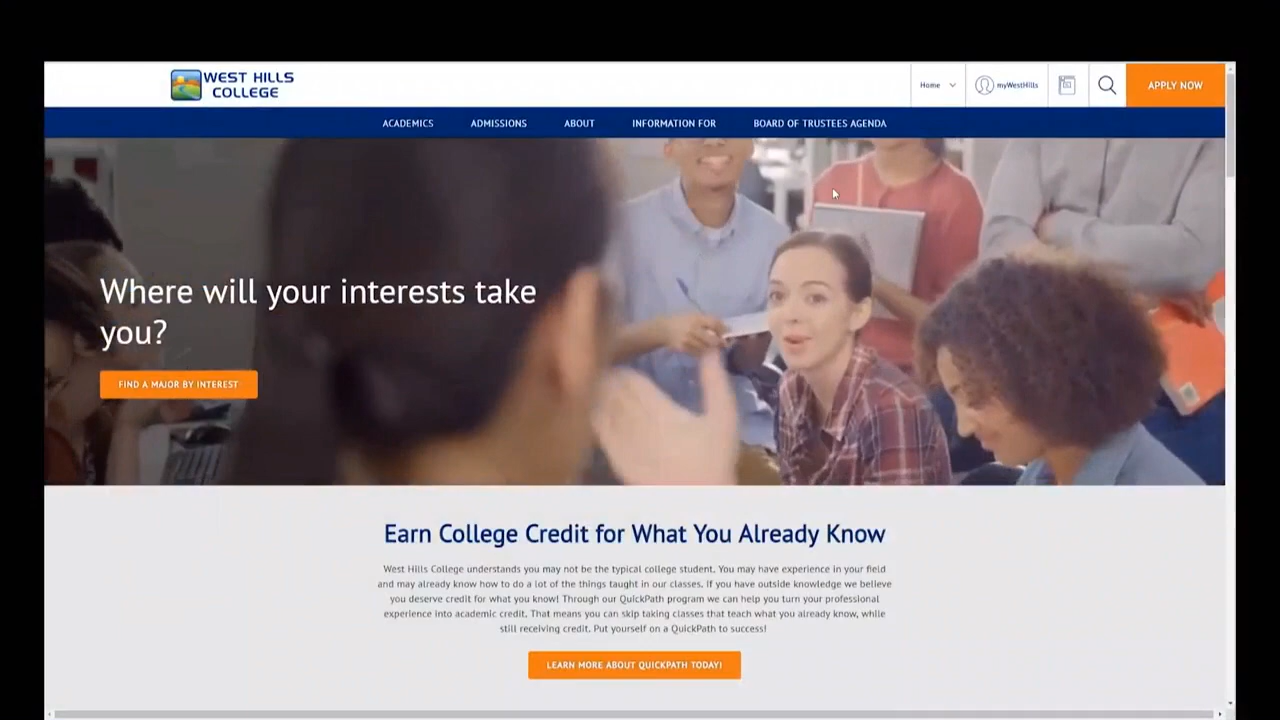 WEST HILLS
COLLEGE
Home
myWestHills
APPLY NOW
ACADEMICS ADMISSIONS ABOUT INFORMATION FOR BOARD OF TRUSTEES AGENDA
Where will your interests take
you?
FIND A MAJOR BY INTEREST
Earn College Credit for What You Already Know
West Hills College understands you may not be the typical college student. You may have experience in your field
and may already know how to do a lot of the things taught in our classes. If you have outside knowledge we believe
you deserve credit for what you know! Through our QuickPath program we can help you turn your professional
experience into academic credit. That means you can skip taking classes that teach what you already know, while
still receiving credit. Put yourself on a QuickPath to success!
LEARN MORE ABOUT QUICKPATH TODAY!